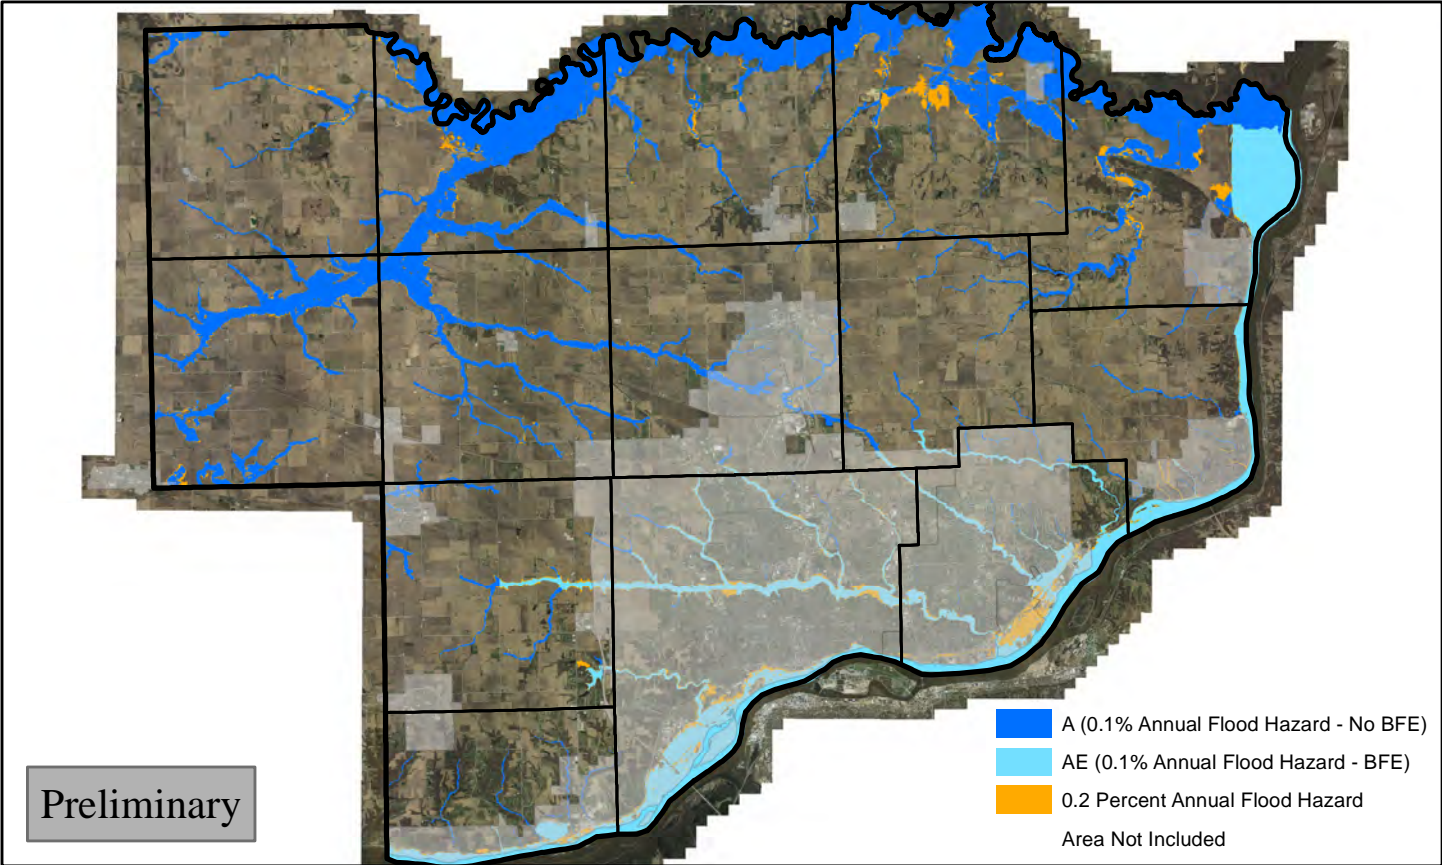 A (0.1% Annual Flood Hazard - No BFE)
AE (0.1% Annual Flood Hazard - BFE)
0.2 Percent Annual Flood Hazard
Area Not Included
Preliminary